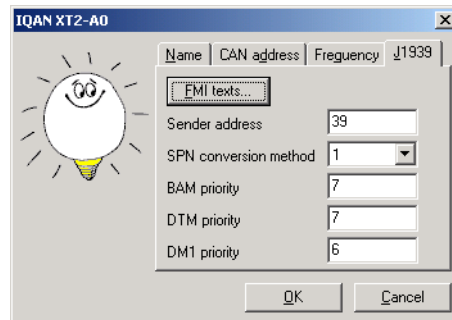 IQAN XT2-A0
Name CAN address Freguency J1939
FMI texts...
Sender address 39
SPN conversion method 1
BAM priority 7
DTM priority 7
DM1 priority 6
OK Cancel